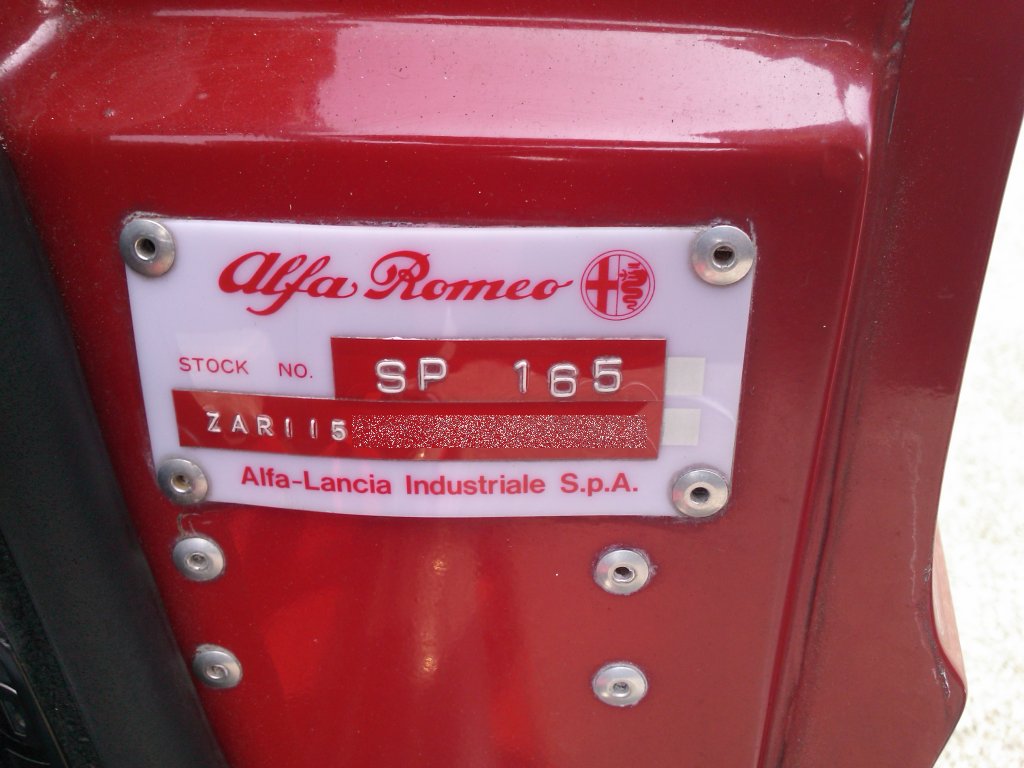 Alfa Romeo
STOCK NO. SP 165
ZAR115
Alfa-Lancia Industriale S.p.A.